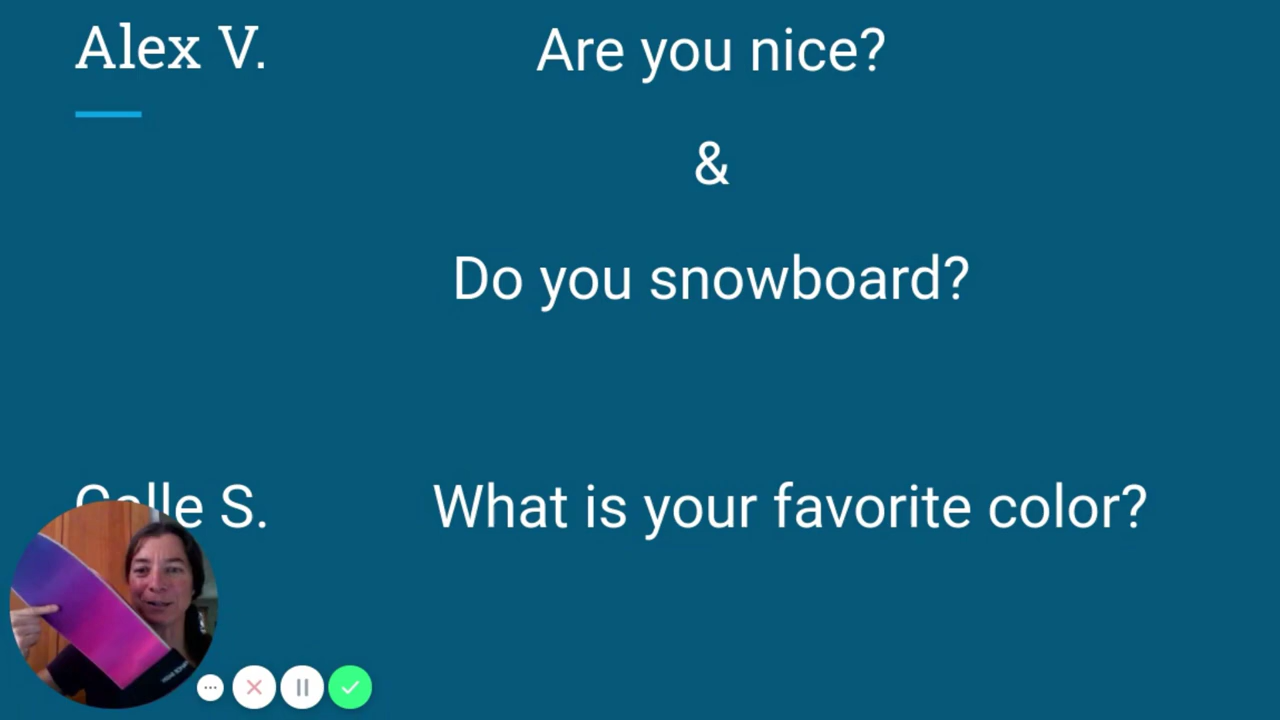 Alex V.
Are you nice?
&
Do you snowboard?
S.
What is your favorite color?